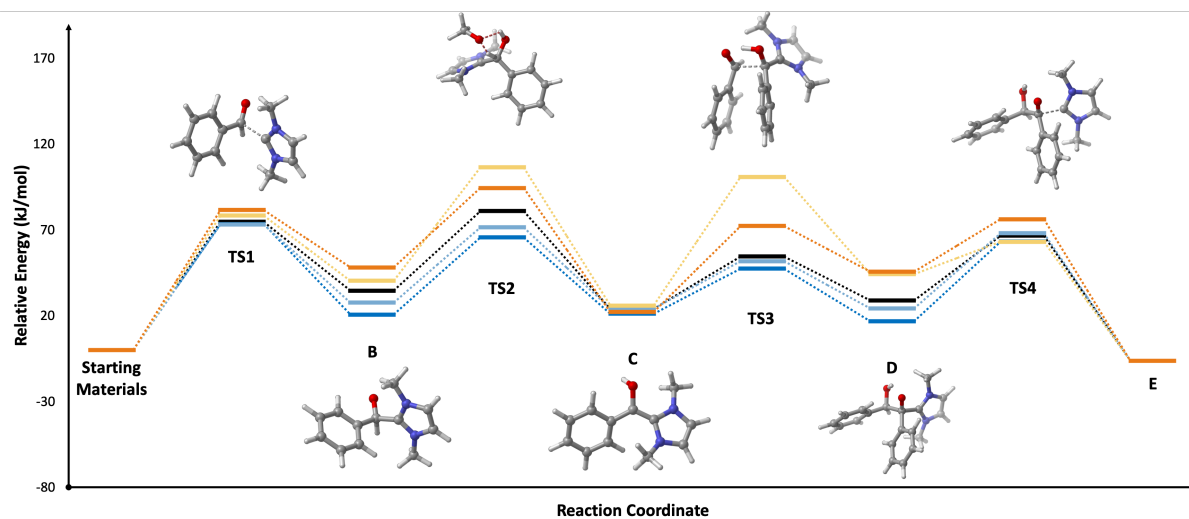 170
120
70
20
-30
-80
Relative Energy (kJ/mol)
Starting
Materials
TS1
B
TS2
C
TS3
D
TS4
E
Reaction Coordinate